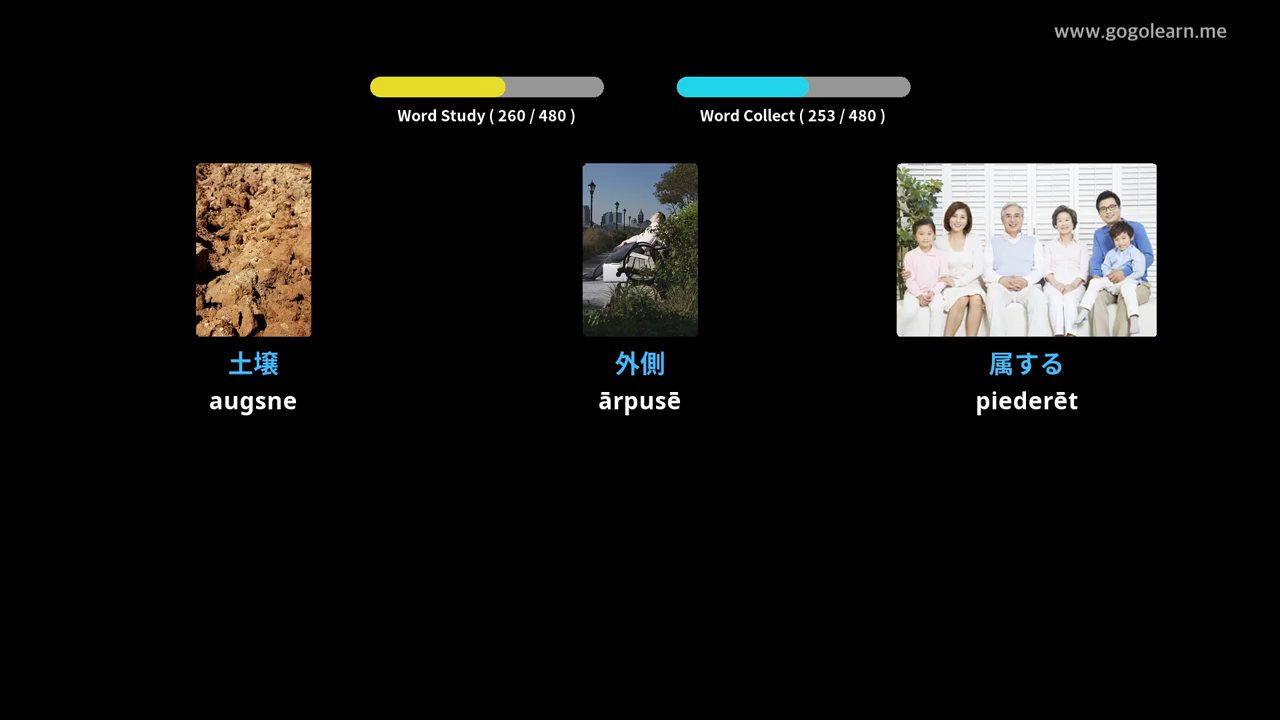 www.gogolearn.me
Word Study ( 260 / 480 )
Word Collect ( 253 / 480 )
土壌
augsne
外側
ārpusē
属する
piederēt